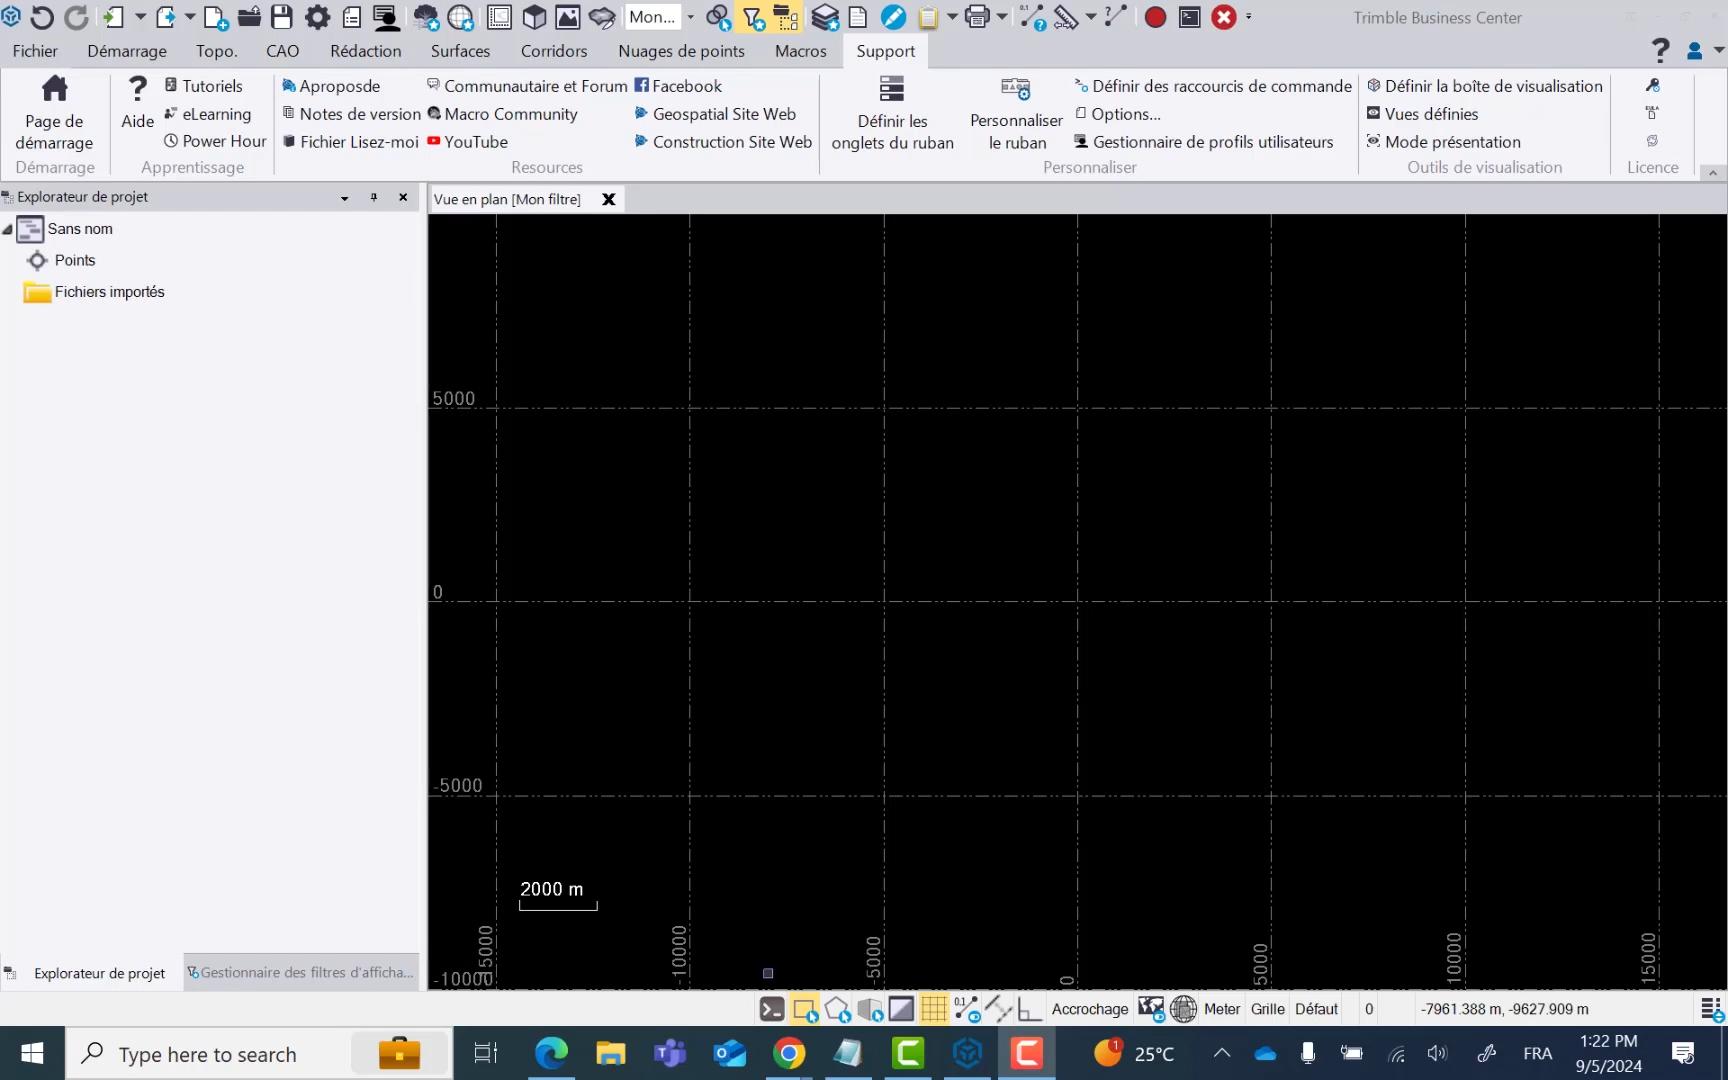 Mon...
Trimble Business Center
Fichier Démarrage Topo. CAO Rédaction Surfaces Corridors Nuages de points Macros Support
Page de démarrage
Démarrage
Aide
Tutoriels
eLearning
Power Hour
Apprentissage
Aproposde
Notes de version
Fichier Lisez-moi
Communautaire et Forum
Macro Community
YouTube
Facebook
Geospatial Site Web
Construction Site Web
Resources
Définir les
onglets du ruban
Personnaliser
le ruban
Définir des raccourcis de commande
Options...
Gestionnaire de profils utilisateurs
Personnaliser
Définir la boîte de visualisation
Vues définies
Mode présentation
Outils de visualisation
Licence
Explorateur de projet
Vue en plan [Mon filtre]
Sans nom
Points
Fichiers importés
5000
0
-5000
-10000
2000 m
-15000
-10000
-5000
0
5000
10000
15000
Explorateur de projet
Gestionnaire des filtres d'afficha...
Accrochage Meter Grille Défaut 0 -7961.388 m, -9627.909 m
Type here to search
25°C
FRA
1:22 PM
9/5/2024